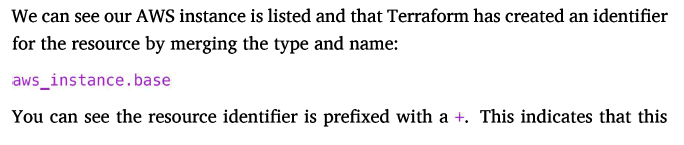 We can see our AWS instance is listed and that Terraform has created an identifier
for the resource by merging the type and name:
aws_instance.base
You can see the resource identifier is prefixed with a +. This indicates that this